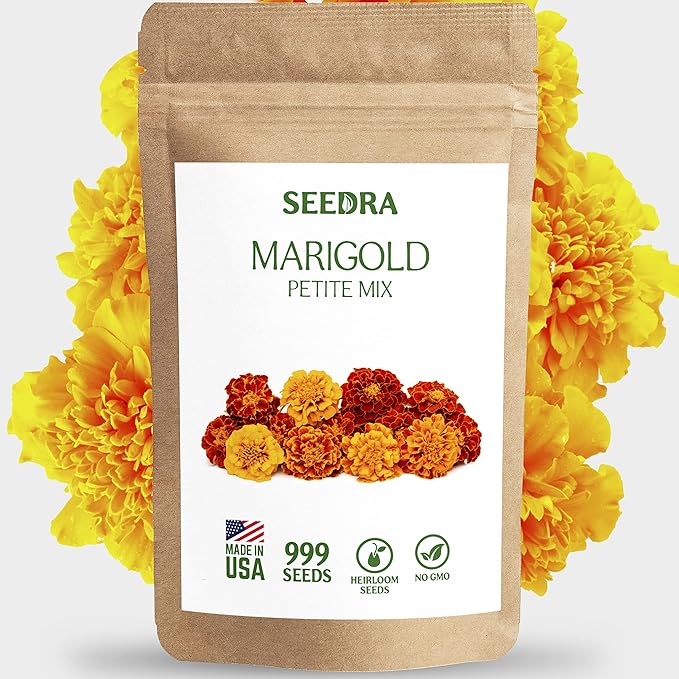 SEEDRA
MARIGOLD
PETITE MIX
MADE IN
USA
999
SEEDS
HEIRLOOM
SEEDS
NO GMO